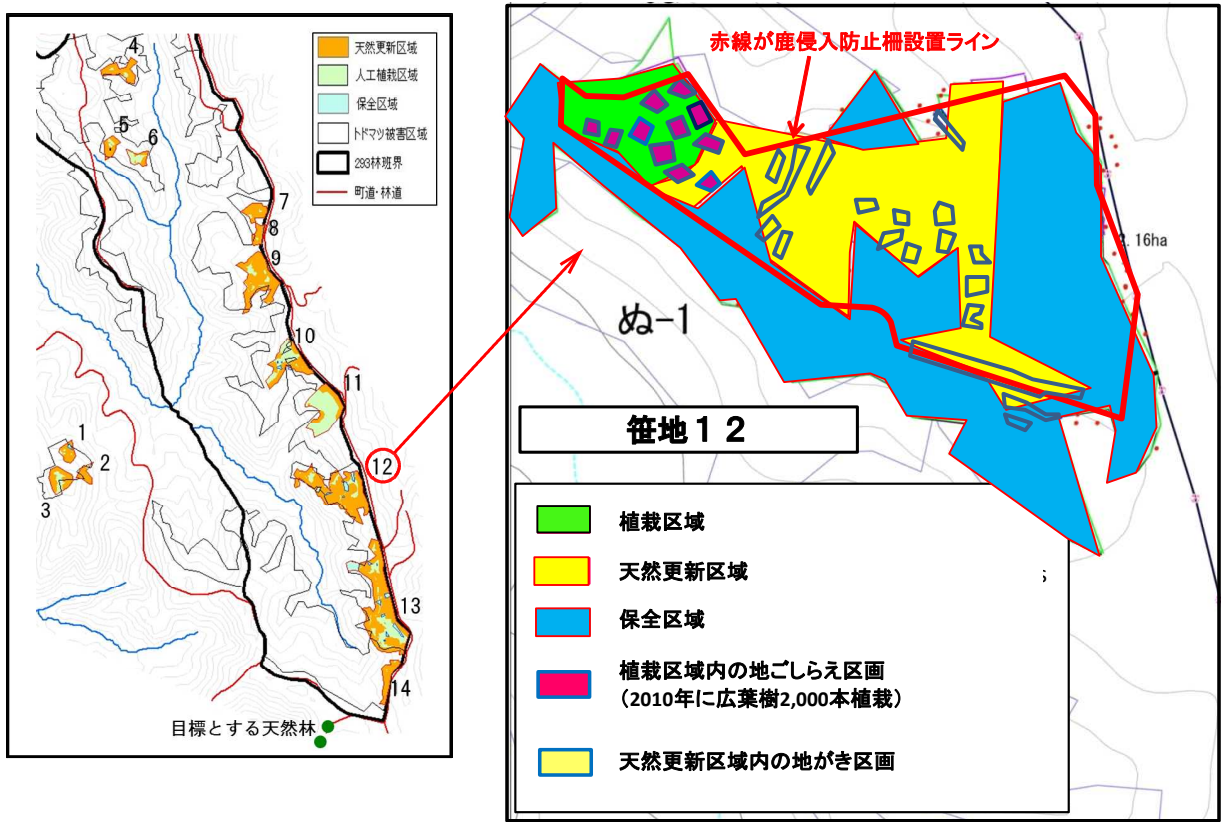 4
5
6
7
8
9
10
11
12
13
14
1
2
3
天然更新区域
人工植栽区域
保全区域
トドマツ被害区域
293林班界
町道・林道
目標とする天然林
赤線が鹿侵入防止柵設置ライン
.16ha
ぬ-1
笹地12
植栽区域
天然更新区域
保全区域
植栽区域内の地ごしらえ区画
(2010年に広葉樹2,000本植栽)
天然更新区域内の地がき区画